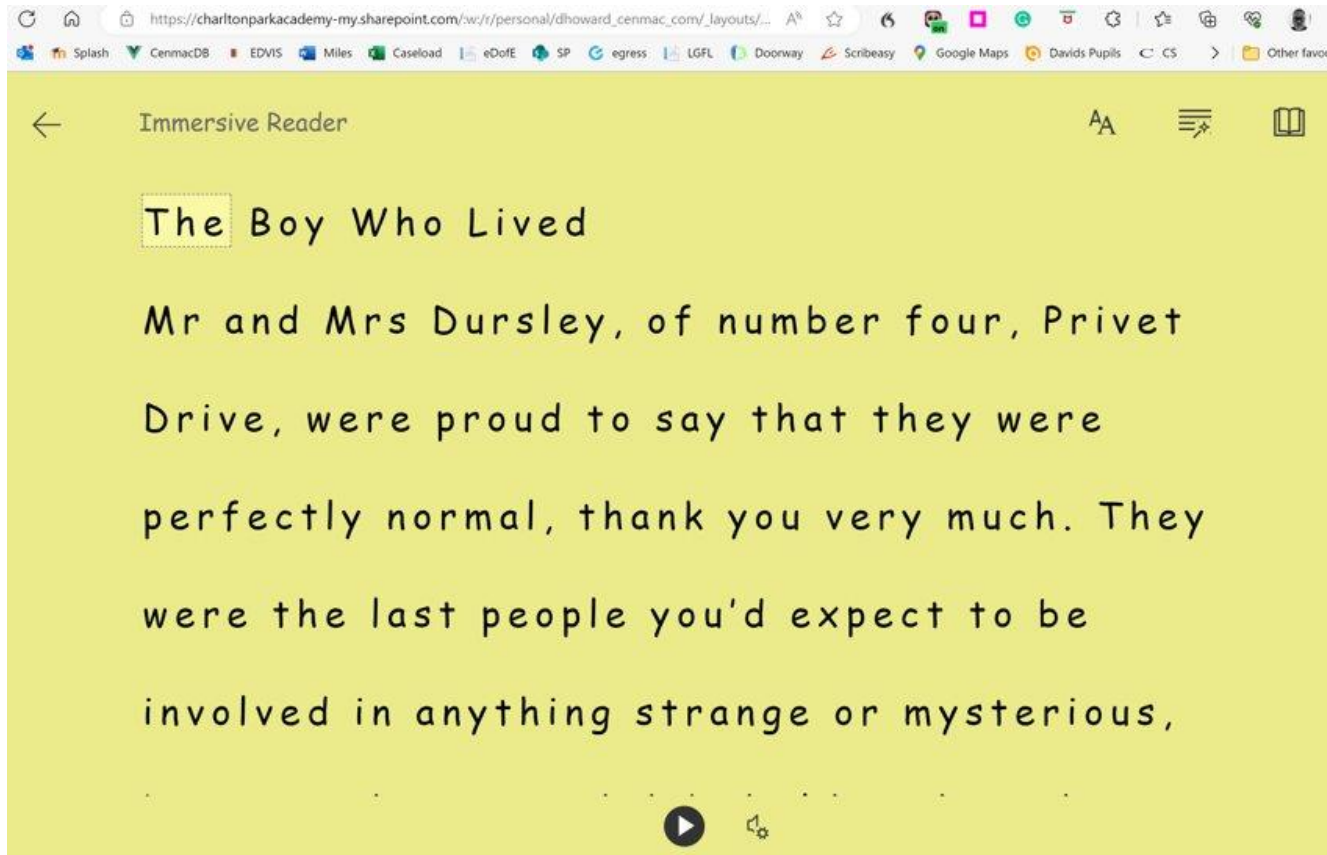 https://charltonparkacademy-my.sharepoint.com/:w:/r/personal/dhoward_cenmac_com/_layouts/...
Splash CenmacDB EDVIS Miles Caseload eDofE SP egress LGFL Doorway Scribeasy Google Maps Davids Pupils CS Other favo
Immersive Reader
The Boy Who Lived
Mr and Mrs Dursley, of number four, Privet
Drive, were proud to say that they were
perfectly normal, thank you very much. They
were the last people you'd expect to be
involved in anything strange or mysterious,